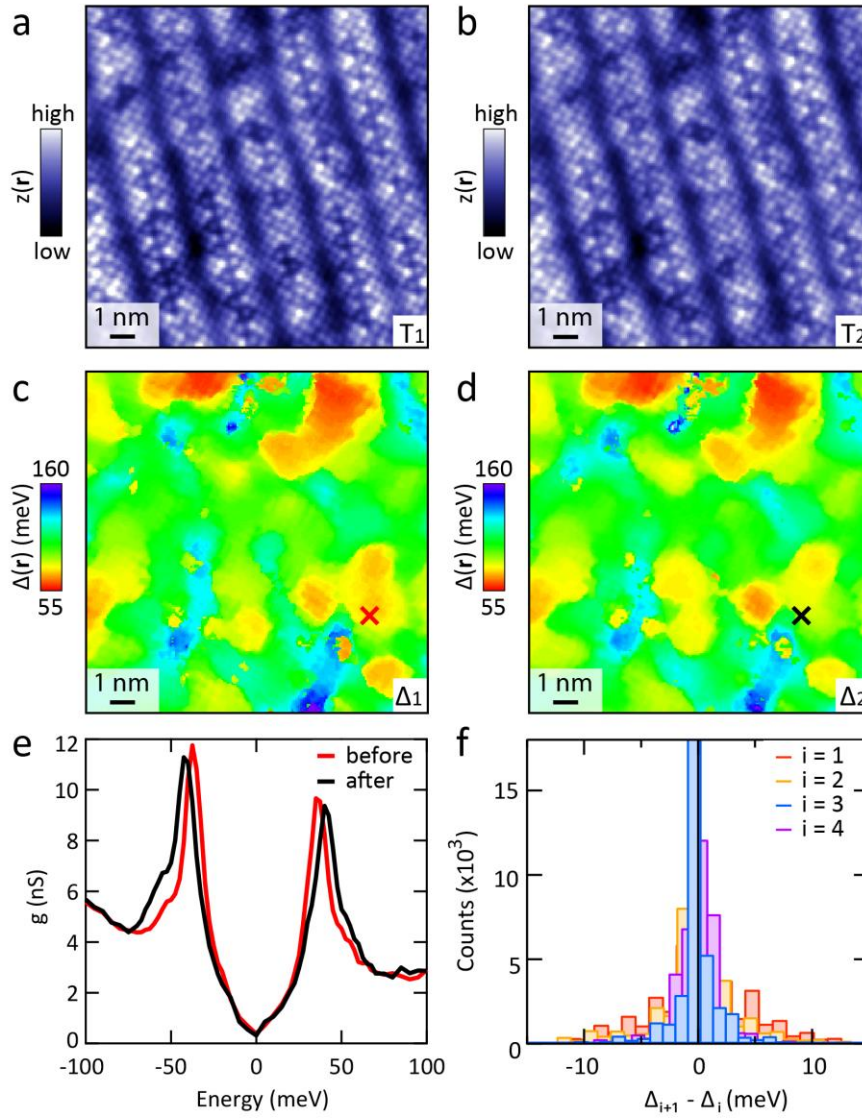 a
high
z(r)
low
1 nm
T1
b
high
z(r)
low
1 nm
T2
c
160
Δ(r) (meV)
55
1 nm
Δ1
d
160
Δ(r) (meV)
55
1 nm
Δ2
e
12
10
8
6
4
2
0
g (nS)
before
after
-100
-50
0
50
100
Energy (meV)
f
15
10
5
0
Counts (x10³)
i = 1
i = 2
i = 3
i = 4
-10
0
10
Δi+1 - Δi (meV)